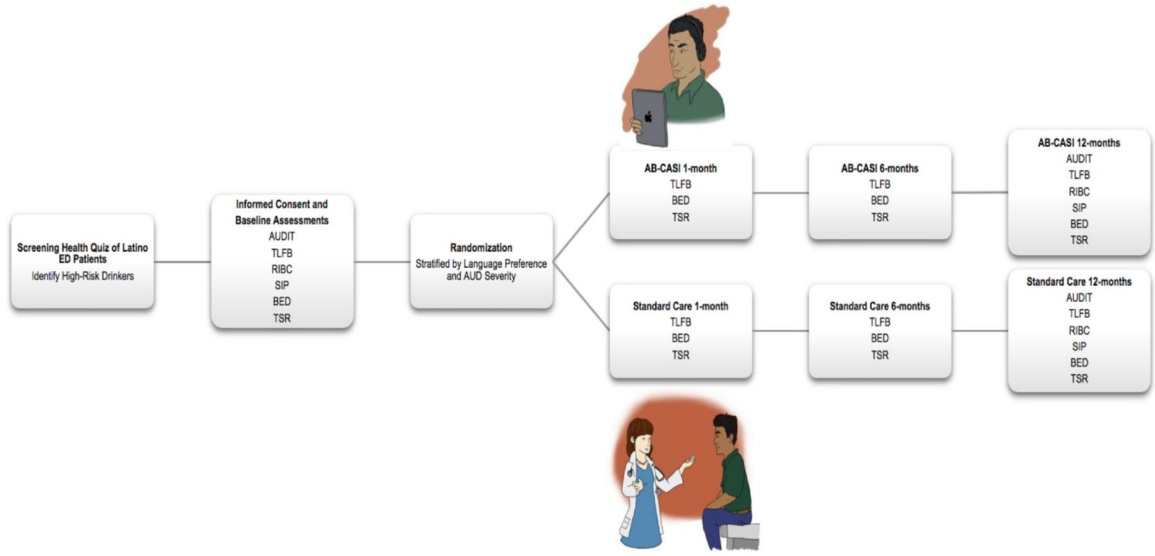 Screening Health Quiz of Latino
ED Patients
Identify High-Risk Drinkers
Informed Consent and
Baseline Assessments
AUDIT
TLFB
RIBC
SIP
BED
TSR
Randomization
Stratified by Language Preference
and AUD Severity
AB-CASI 1-month
TLFB
BED
TSR
AB-CASI 6-months
TLFB
BED
TSR
AB-CASI 12-months
AUDIT
TLFB
RIBC
SIP
BED
TSR
Standard Care 1-month
TLFB
BED
TSR
Standard Care 6-months
TLFB
BED
TSR
Standard Care 12-months
AUDIT
TLFB
RIBC
SIP
BED
TSR